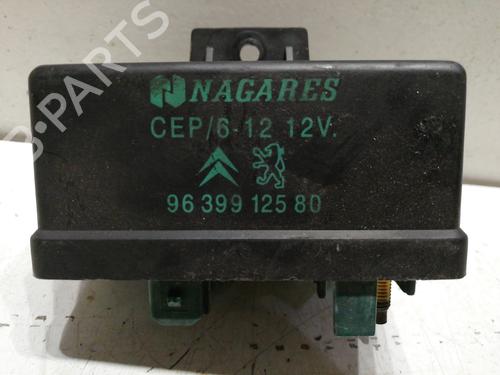 NAGARES
CEP/6-12 12V.
96 399 125 80
B-PARTS